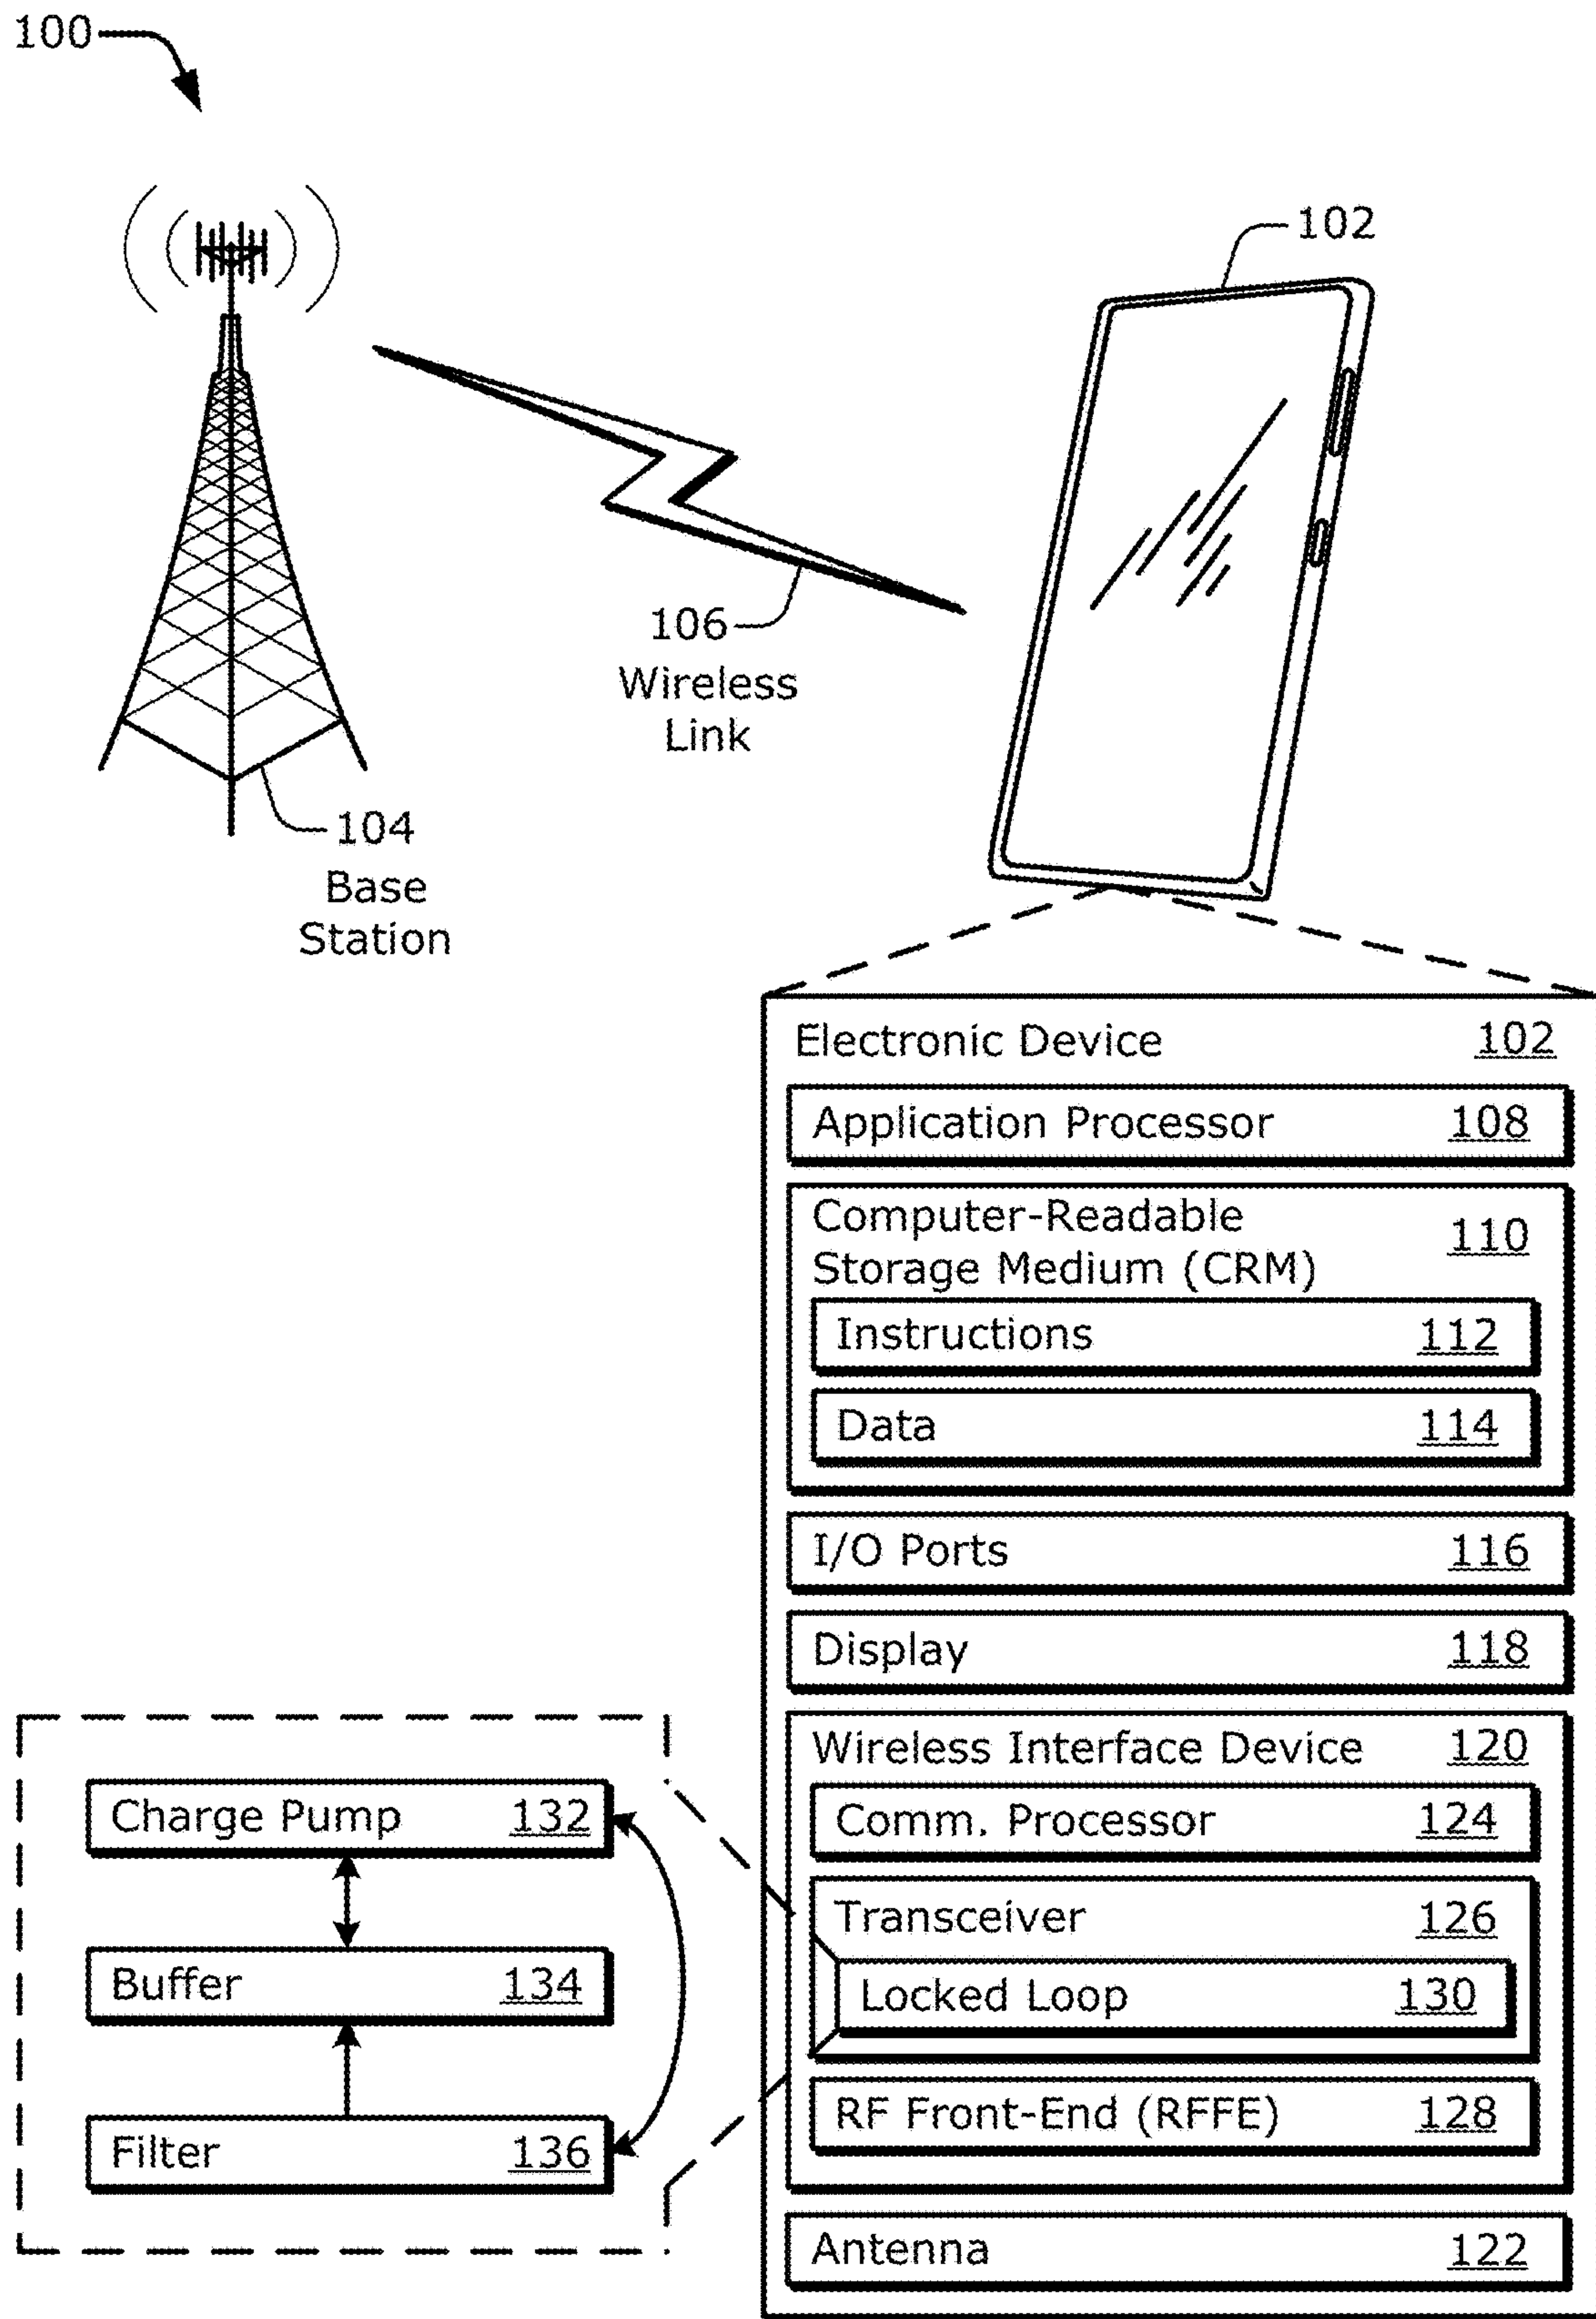 100
102
106
Wireless
Link
104
Base
Station
Electronic Device 102
Application Processor 108
Computer-Readable
Storage Medium (CRM) 110
Instructions 112
Data 114
I/O Ports 116
Display 118
Wireless Interface Device 120
Comm. Processor 124
Transceiver 126
Locked Loop 130
RF Front-End (RFFE) 128
Antenna 122
Charge Pump 132
Buffer 134
Filter 136